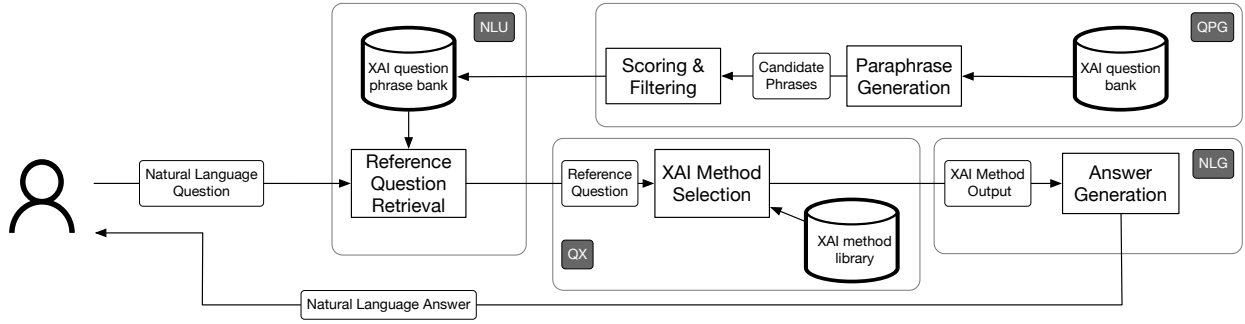 NLU
XAI question
phrase bank
Reference
Question
Retrieval
QPG
Scoring &
Filtering
Candidate
Phrases
Paraphrase
Generation
XAI question
bank
Natural Language
Question
Reference
Question
XAI Method
Selection
XAI method
library
QX
XAI Method
Output
Answer
Generation
NLG
Natural Language Answer